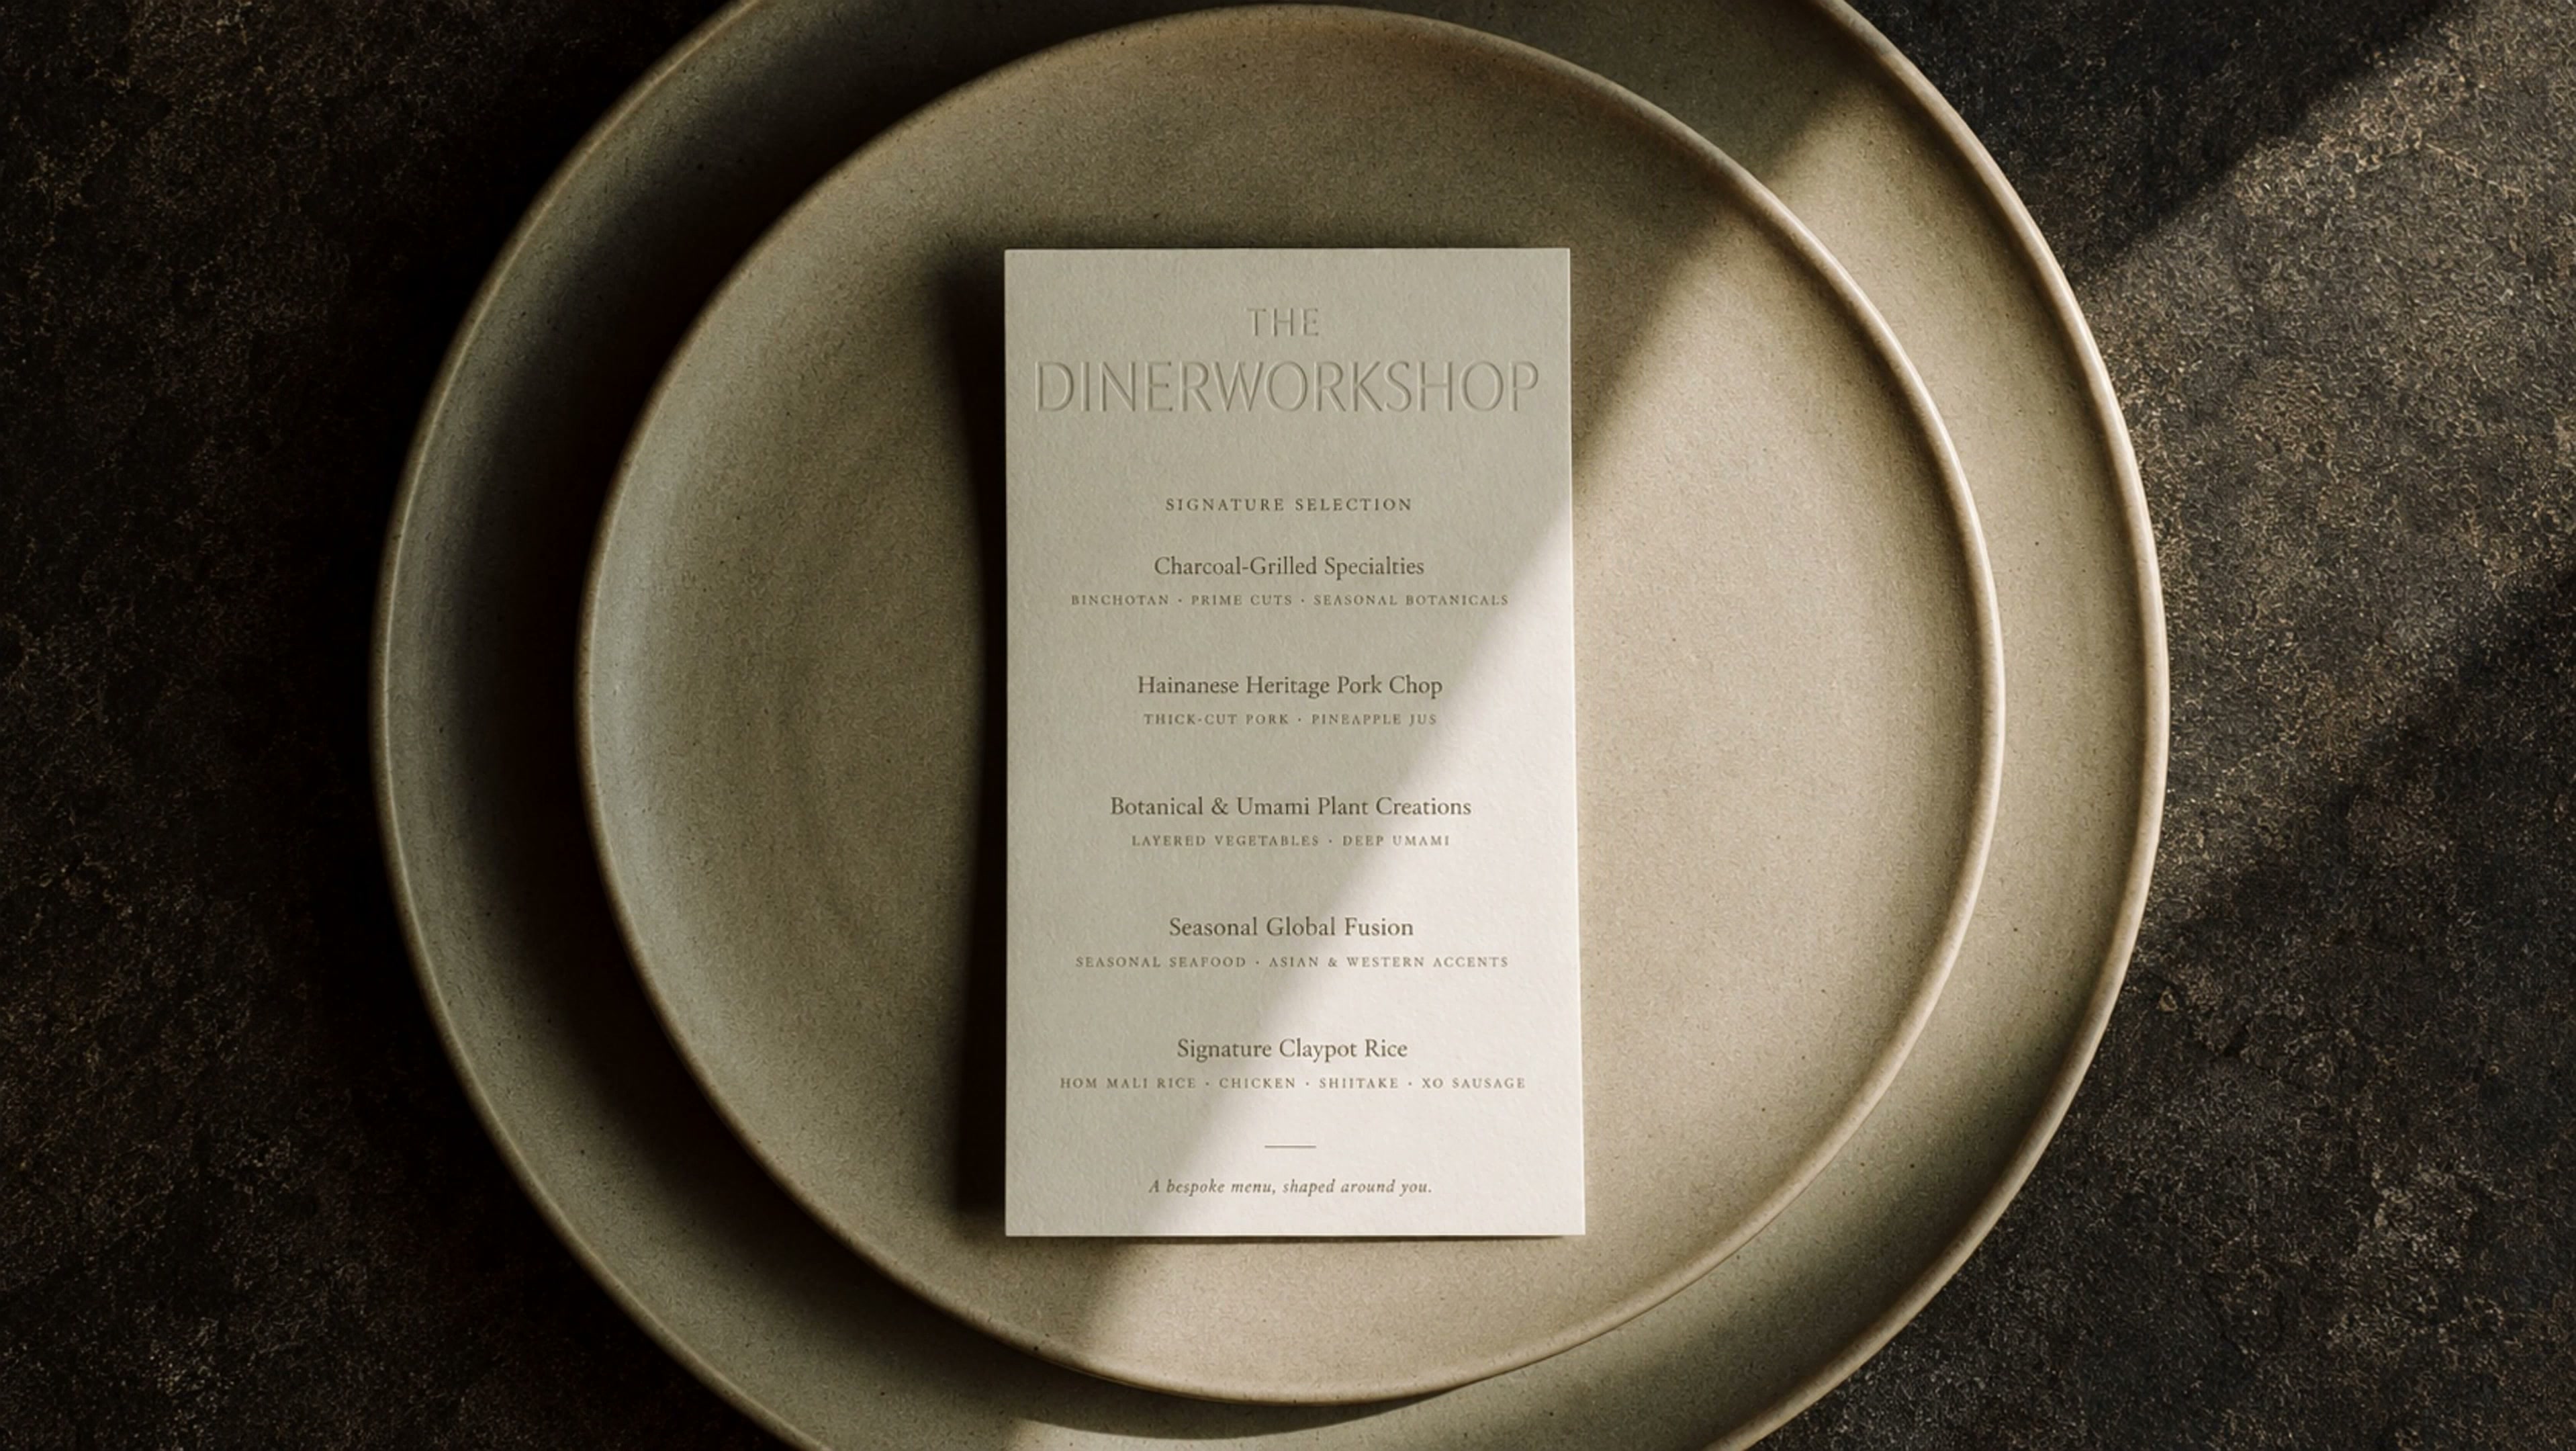 THE
DINERWORKSHOP
SIGNATURE SELECTION
Charcoal-Grilled Specialties
BINCHOTAN · PRIME CUTS · SEASONAL BOTANICALS
Hainanese Heritage Pork Chop
THICK-CUT PORK · PINEAPPLE JUS
Botanical & Umami Plant Creations
LAYERED VEGETABLES · DEEP UMAMI
Seasonal Global Fusion
SEASONAL SEAFOOD · ASIAN & WESTERN ACCENTS
Signature Claypot Rice
HOM MALI RICE · CHICKEN · SHIITAKE · XO SAUSAGE
A bespoke menu, shaped around you.